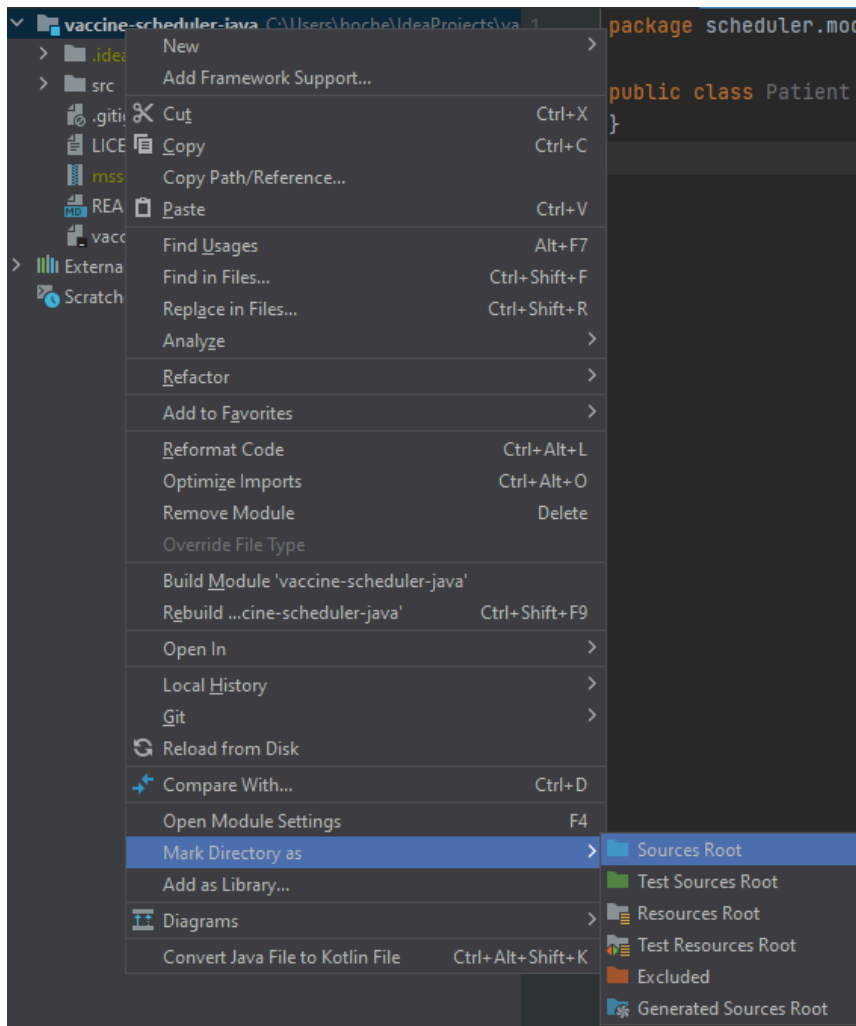 vaccine-scheduler-java C:\Users\boche\IdeaProjects\va
.idea
src
.giti
LICE
mss
REA
vacc
Externa
Scratch
New
Add Framework Support...
Cut Ctrl+X
Copy Ctrl+C
Copy Path/Reference...
Paste Ctrl+V
Find Usages Alt+F7
Find in Files... Ctrl+Shift+F
Replace in Files... Ctrl+Shift+R
Analyze
Refactor
Add to Favorites
Reformat Code Ctrl+Alt+L
Optimize Imports Ctrl+Alt+O
Remove Module Delete
Override File Type
Build Module 'vaccine-scheduler-java'
Rebuild ...cine-scheduler-java' Ctrl+Shift+F9
Open In
Local History
Git
Reload from Disk
Compare With... Ctrl+D
Open Module Settings F4
Mark Directory as
Add as Library...
Diagrams
Convert Java File to Kotlin File Ctrl+Alt+Shift+K
Sources Root
Test Sources Root
Resources Root
Test Resources Root
Excluded
Generated Sources Root
1
package scheduler.mod
public class Patient
}